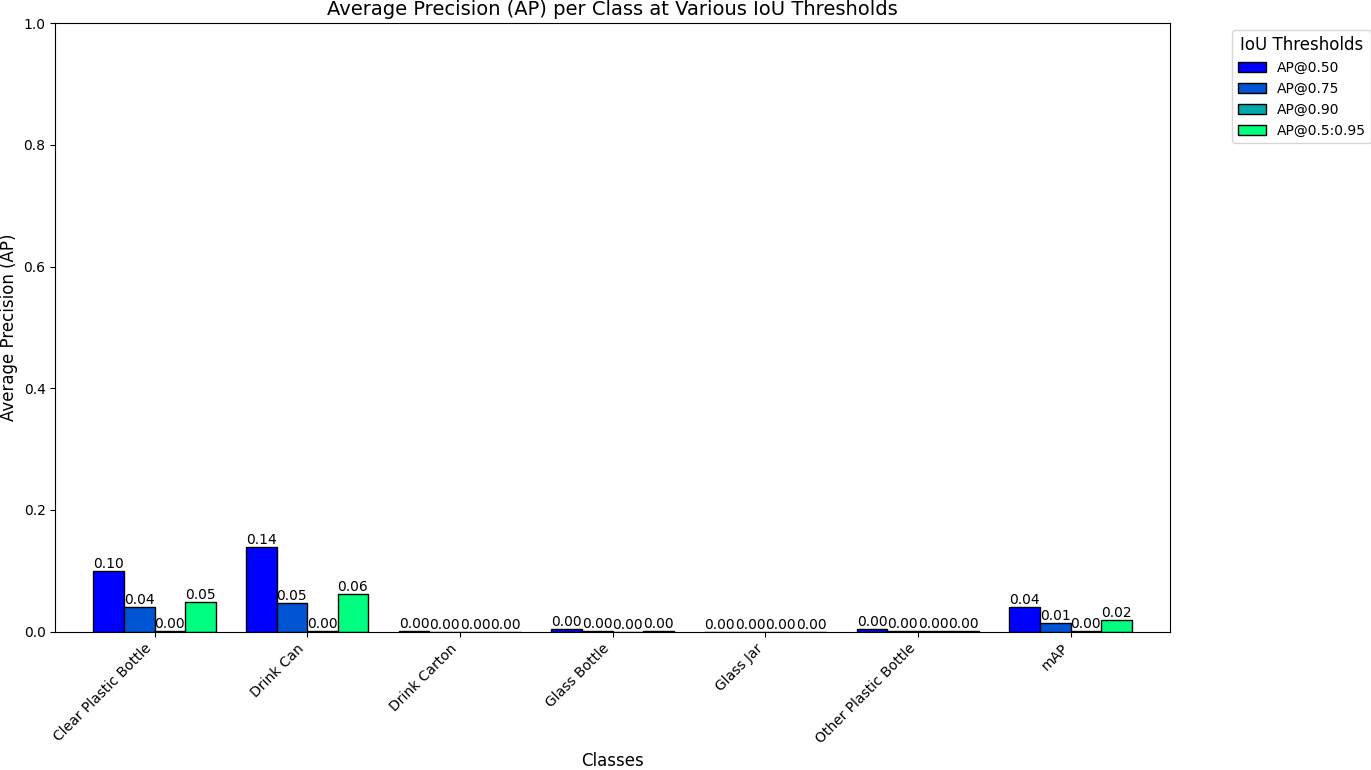 Average Precision (AP) per Class at Various IoU Thresholds
IoU Thresholds
AP@0.50
AP@0.75
AP@0.90
AP@0.5:0.95
Average Precision (AP)
1.0
0.8
0.6
0.4
0.2
0.0
0.10 0.04 0.00 0.05
0.14 0.05 0.00 0.06
0.00 0.00 0.00 0.00
0.00 0.00 0.00 0.00
0.00 0.00 0.00 0.00
0.00 0.00 0.00 0.00
0.04 0.01 0.00 0.02
Clear Plastic Bottle
Drink Can
Drink Carton
Glass Bottle
Glass Jar
Other Plastic Bottle
mAP
Classes